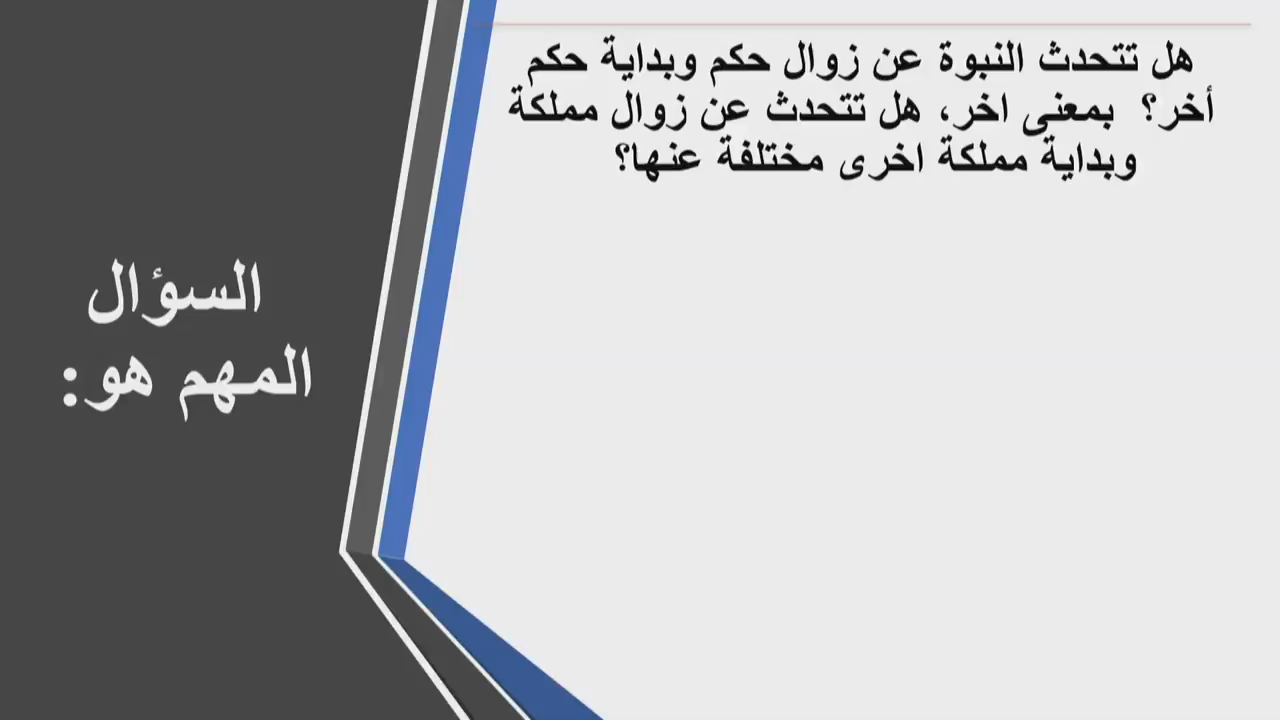 هل تتحدث النبوة عن زوال حكم وبداية حكم
أخر؟ بمعنى اخر، هل تتحدث عن زوال مملكة
وبداية مملكة اخرى مختلفة عنها؟
السؤال
المهم هو: